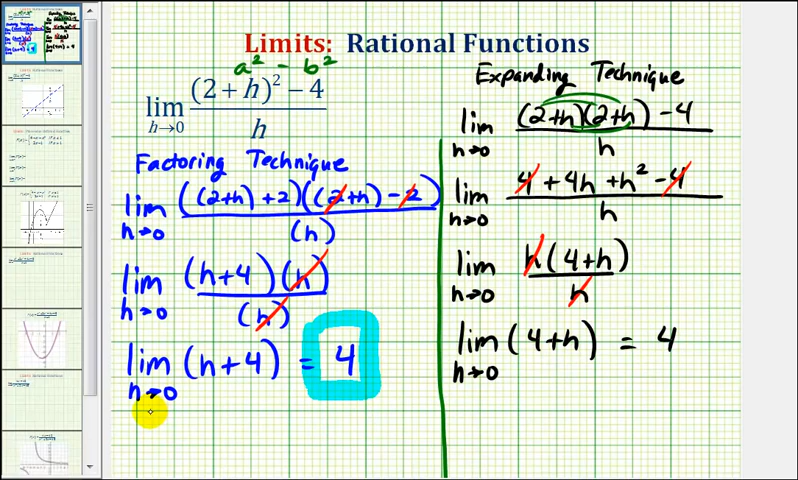 Limits: Rational Functions
a² - b²
lim h→0 ((2 + h)² - 4)/h
Factoring Technique
lim h→0 (((2+h)+2)((2+h)-2))/(h)
lim h→0 ((h+4)(h))/(h)
lim h→0 (h+4) = 4
Expanding Technique
lim h→0 ((2+h)(2+h) - 4)/h
lim h→0 (4 + 4h + h² - 4)/h
lim h→0 (h(4+h))/h
lim h→0 (4+h) = 4